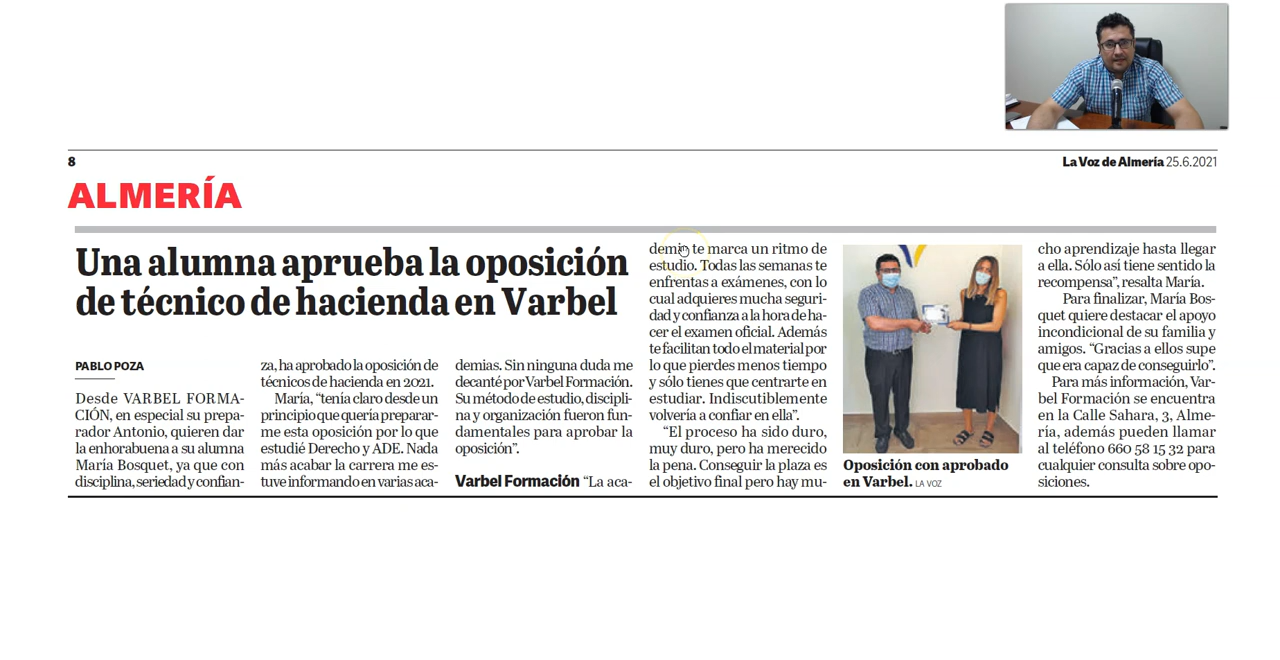 8
La Voz de Almería 25.6.2021
ALMERÍA
Una alumna aprueba la oposición
de técnico de hacienda en Varbel
PABLO POZA
Desde VARBEL FORMA-
CIÓN, en especial su prepa-
rador Antonio, quieren dar
la enhorabuena a su alumna
María Bosquet, ya que con
disciplina, seriedad y confian-
za, ha aprobado la oposición de
técnicos de hacienda en 2021.
María, “tenía claro desde un
principio que quería preparar-
me esta oposición por lo que
estudié Derecho y ADE. Nada
más acabar la carrera me es-
tuve informando en varias aca-
demias. Sin ninguna duda me
decanté por Varbel Formación.
Su método de estudio, discipli-
na y organización fueron fun-
damentales para aprobar la
oposición”.
Varbel Formación “La aca-
demia te marca un ritmo de
estudio. Todas las semanas te
enfrentas a exámenes, con lo
cual adquieres mucha seguri-
dad y confianza a la hora de ha-
cer el examen oficial. Además
te facilitan todo el material por
lo que pierdes menos tiempo
y sólo tienes que centrarte en
estudiar. Indiscutiblemente
volvería a confiar en ella”.
“El proceso ha sido duro,
muy duro, pero ha merecido
la pena. Conseguir la plaza es
el objetivo final pero hay mu-
Oposición con aprobado
en Varbel. LA VOZ
cho aprendizaje hasta llegar
a ella. Sólo así tiene sentido la
recompensa”, resalta María.
Para finalizar, María Bos-
quet quiere destacar el apoyo
incondicional de su familia y
amigos. “Gracias a ellos supe
que era capaz de conseguirlo”.
Para más información, Var-
bel Formación se encuentra
en la Calle Sahara, 3, Alme-
ría, además pueden llamar
al teléfono 660 58 15 32 para
cualquier consulta sobre opo-
siciones.